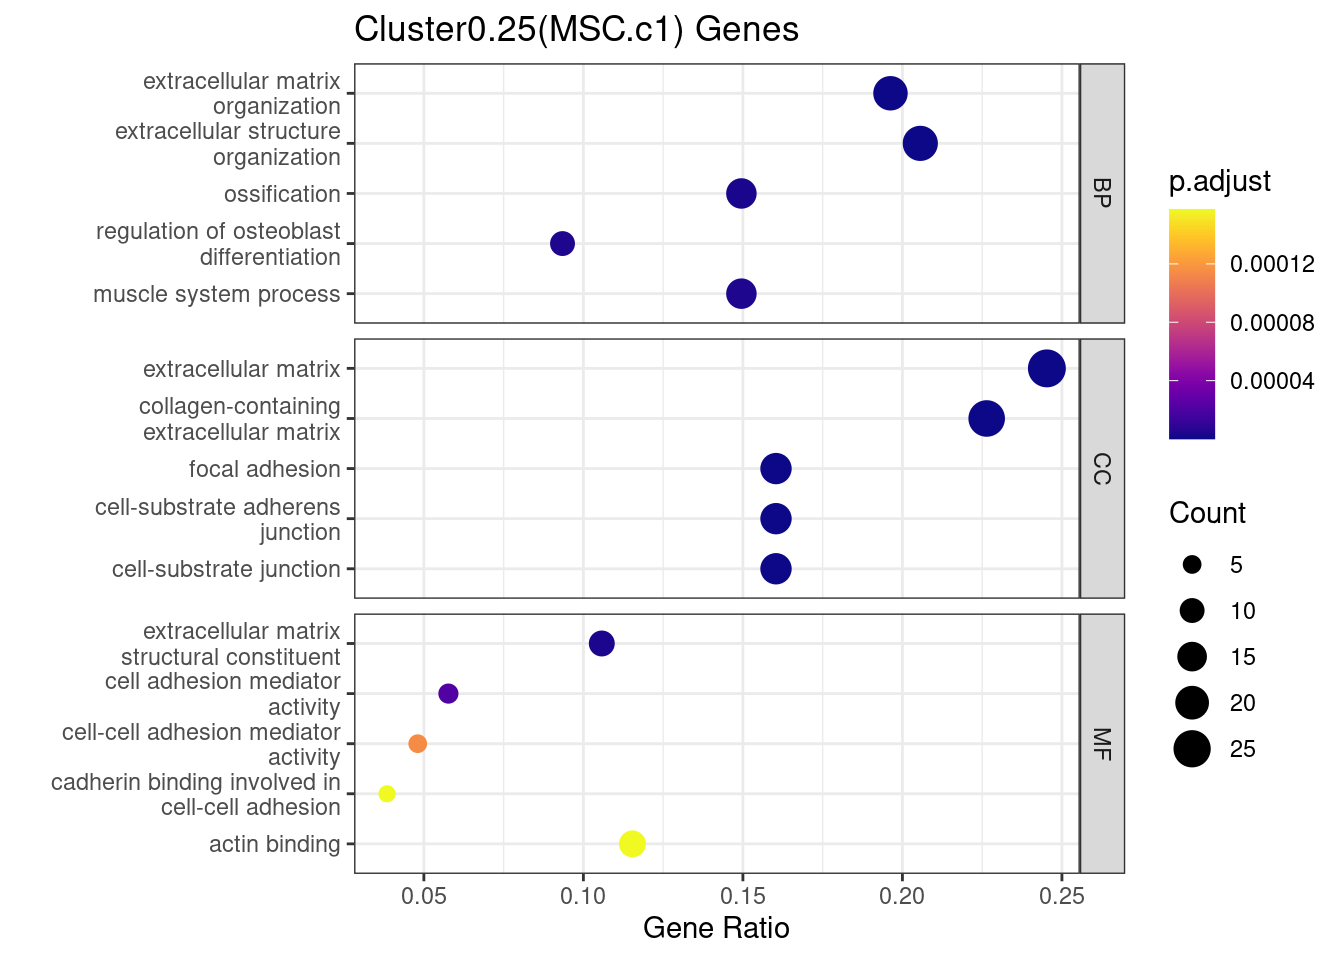 Cluster0.25(MSC.c1) Genes
extracellular matrix
organization
extracellular structure
organization
ossification
regulation of osteoblast
differentiation
muscle system process
BP
extracellular matrix
collagen-containing
extracellular matrix
focal adhesion
cell-substrate adherens
junction
cell-substrate junction
CC
extracellular matrix
structural constituent
cell adhesion mediator
activity
cell-cell adhesion mediator
activity
cadherin binding involved in
cell-cell adhesion
actin binding
MF
0.05
0.10
0.15
0.20
0.25
Gene Ratio
p.adjust
0.00012
0.00008
0.00004
Count
5
10
15
20
25